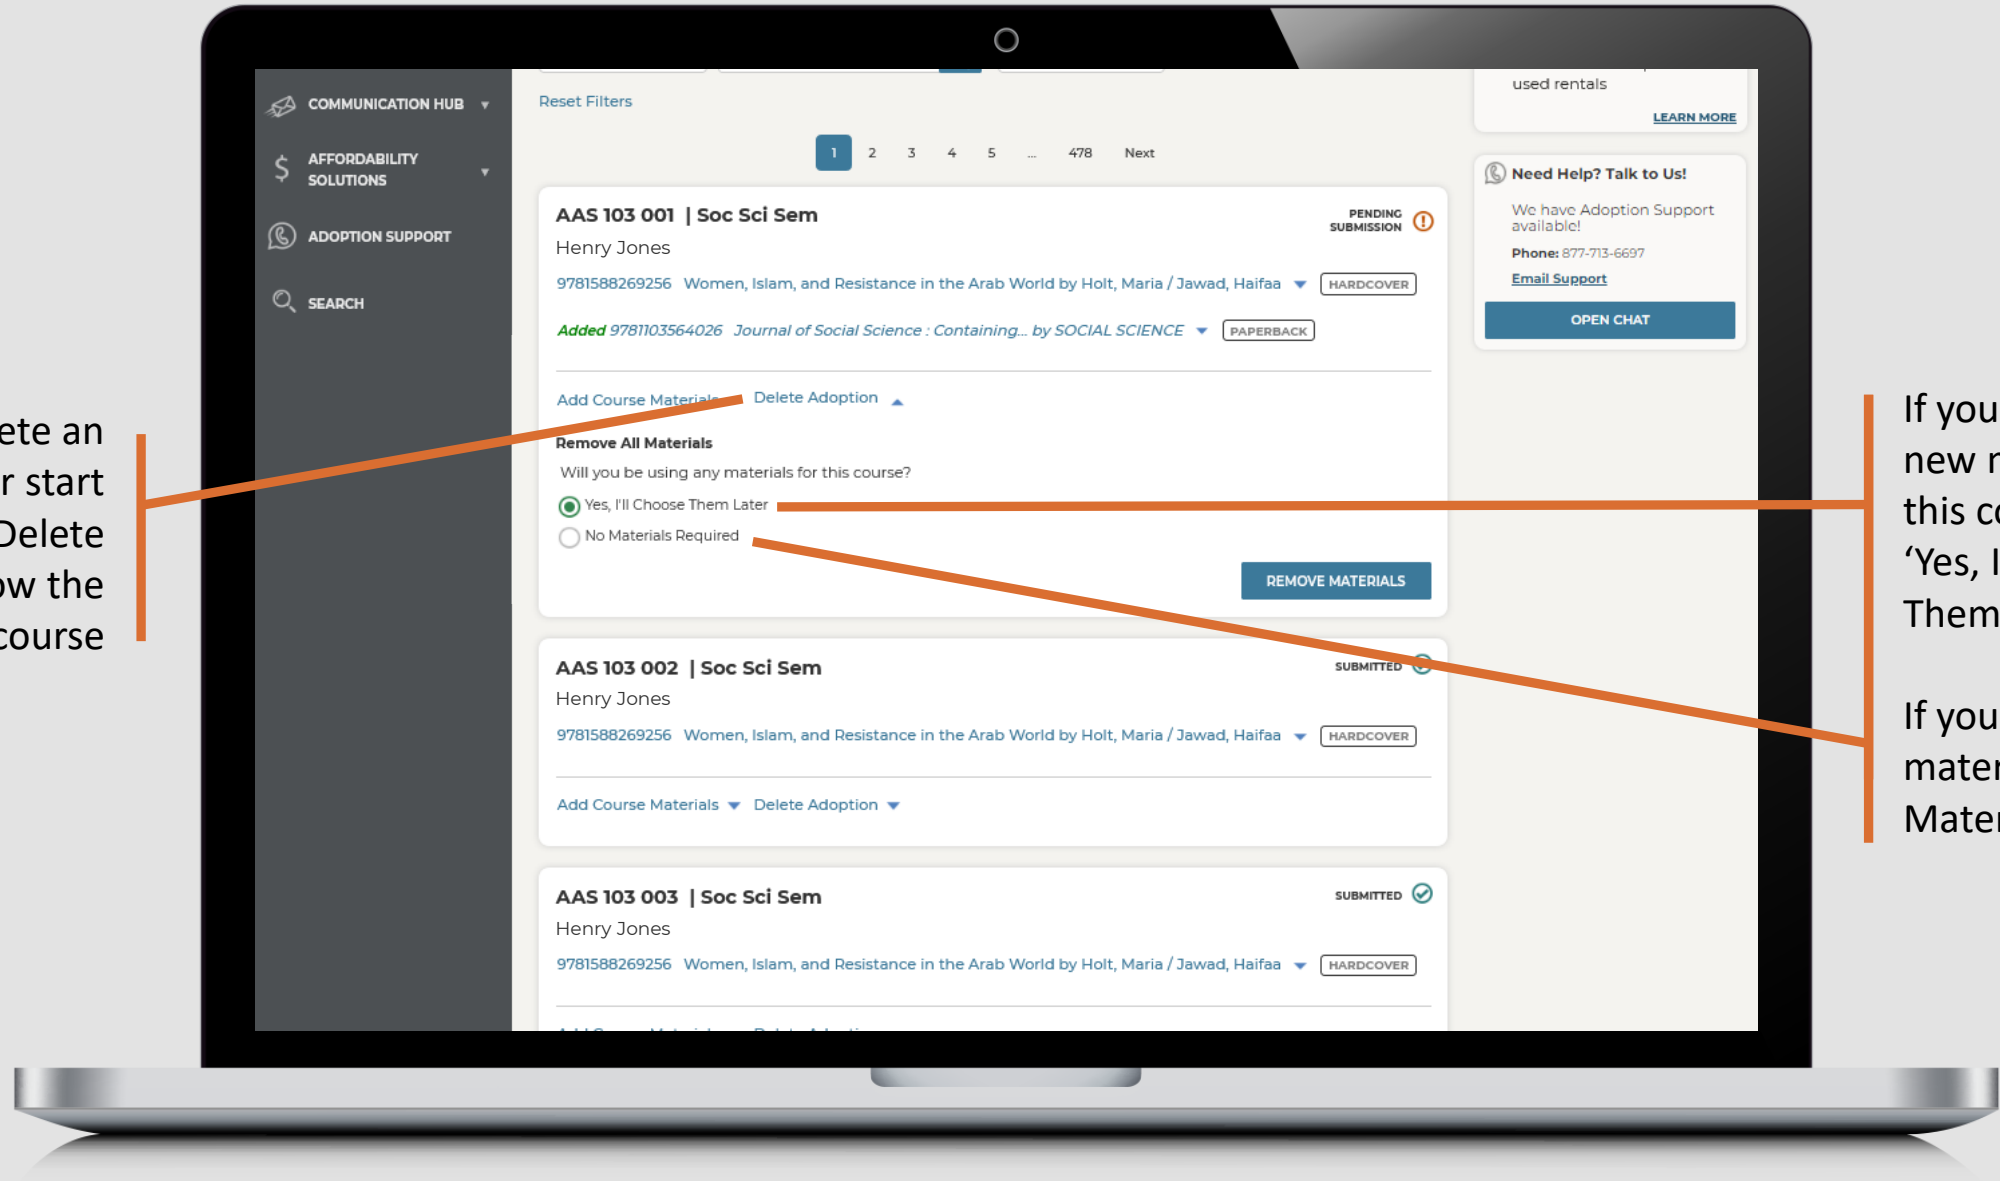 ete an
r start
Delete
ow the
course
COMMUNICATION HUB
AFFORDABILITY
SOLUTIONS
ADOPTION SUPPORT
SEARCH
Reset Filters
1 2 3 4 5 ... 478 Next
AAS 103 001 | Soc Sci Sem
PENDING
SUBMISSION
Henry Jones
9781588269256 Women, Islam, and Resistance in the Arab World by Holt, Maria / Jawad, Haifaa HARDCOVER
Added 9781103564026 Journal of Social Science : Containing... by SOCIAL SCIENCE PAPERBACK
Add Course Materials Delete Adoption
Remove All Materials
Will you be using any materials for this course?
Yes, I'll Choose Them Later
No Materials Required
REMOVE MATERIALS
AAS 103 002 | Soc Sci Sem
SUBMITTED
Henry Jones
9781588269256 Women, Islam, and Resistance in the Arab World by Holt, Maria / Jawad, Haifaa HARDCOVER
Add Course Materials Delete Adoption
AAS 103 003 | Soc Sci Sem
SUBMITTED
Henry Jones
9781588269256 Women, Islam, and Resistance in the Arab World by Holt, Maria / Jawad, Haifaa HARDCOVER
used rentals
LEARN MORE
Need Help? Talk to Us!
We have Adoption Support
available!
Phone: 877-713-6697
Email Support
OPEN CHAT
If you
new
this
‘Yes, I
Them
If you
mater
Mater